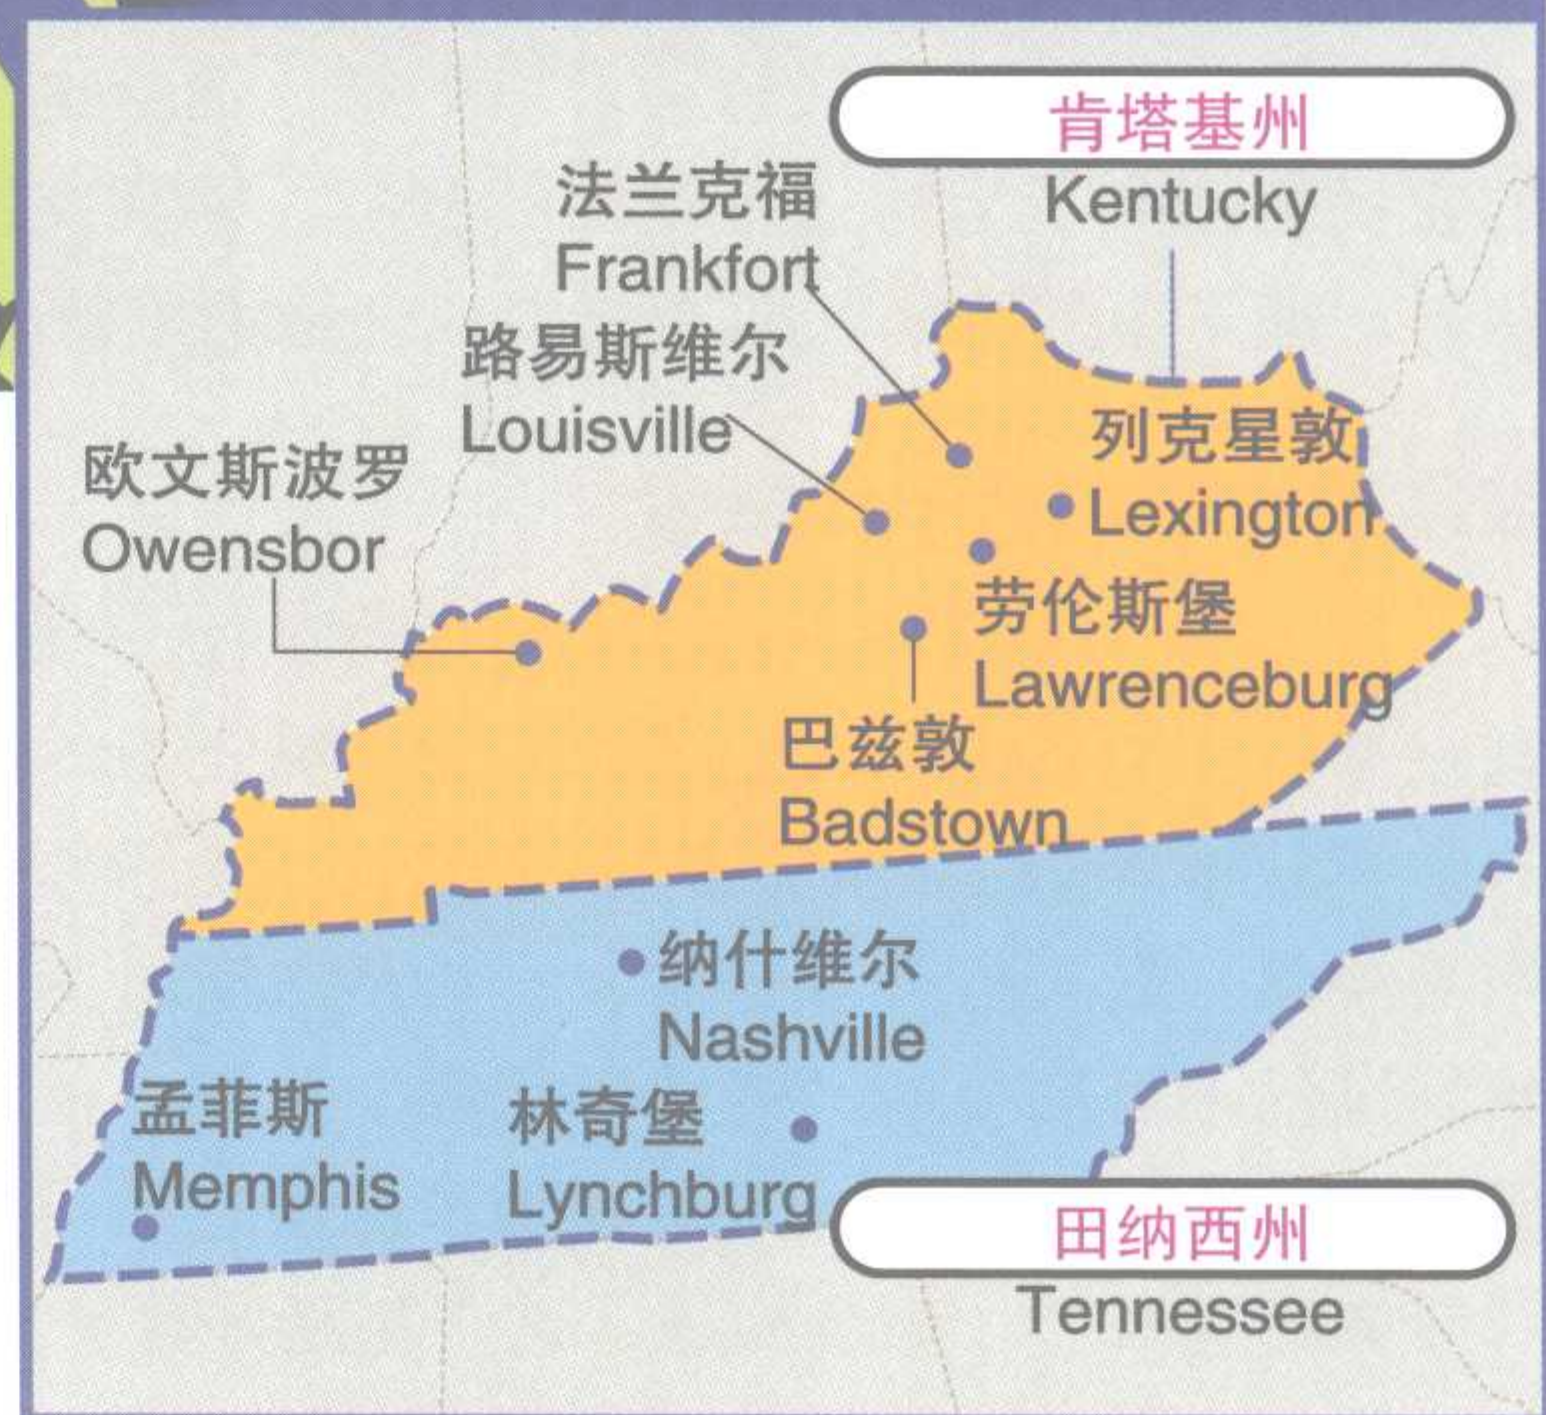 肯塔基州
Kentucky
法兰克福
Frankfort
路易斯维尔
Louisville
欧文斯波罗
Owensbor
列克星敦
Lexington
劳伦斯堡
Lawrenceburg
巴兹敦
Badstown
纳什维尔
Nashville
孟菲斯
Memphis
林奇堡
Lynchburg
田纳西州
Tennessee